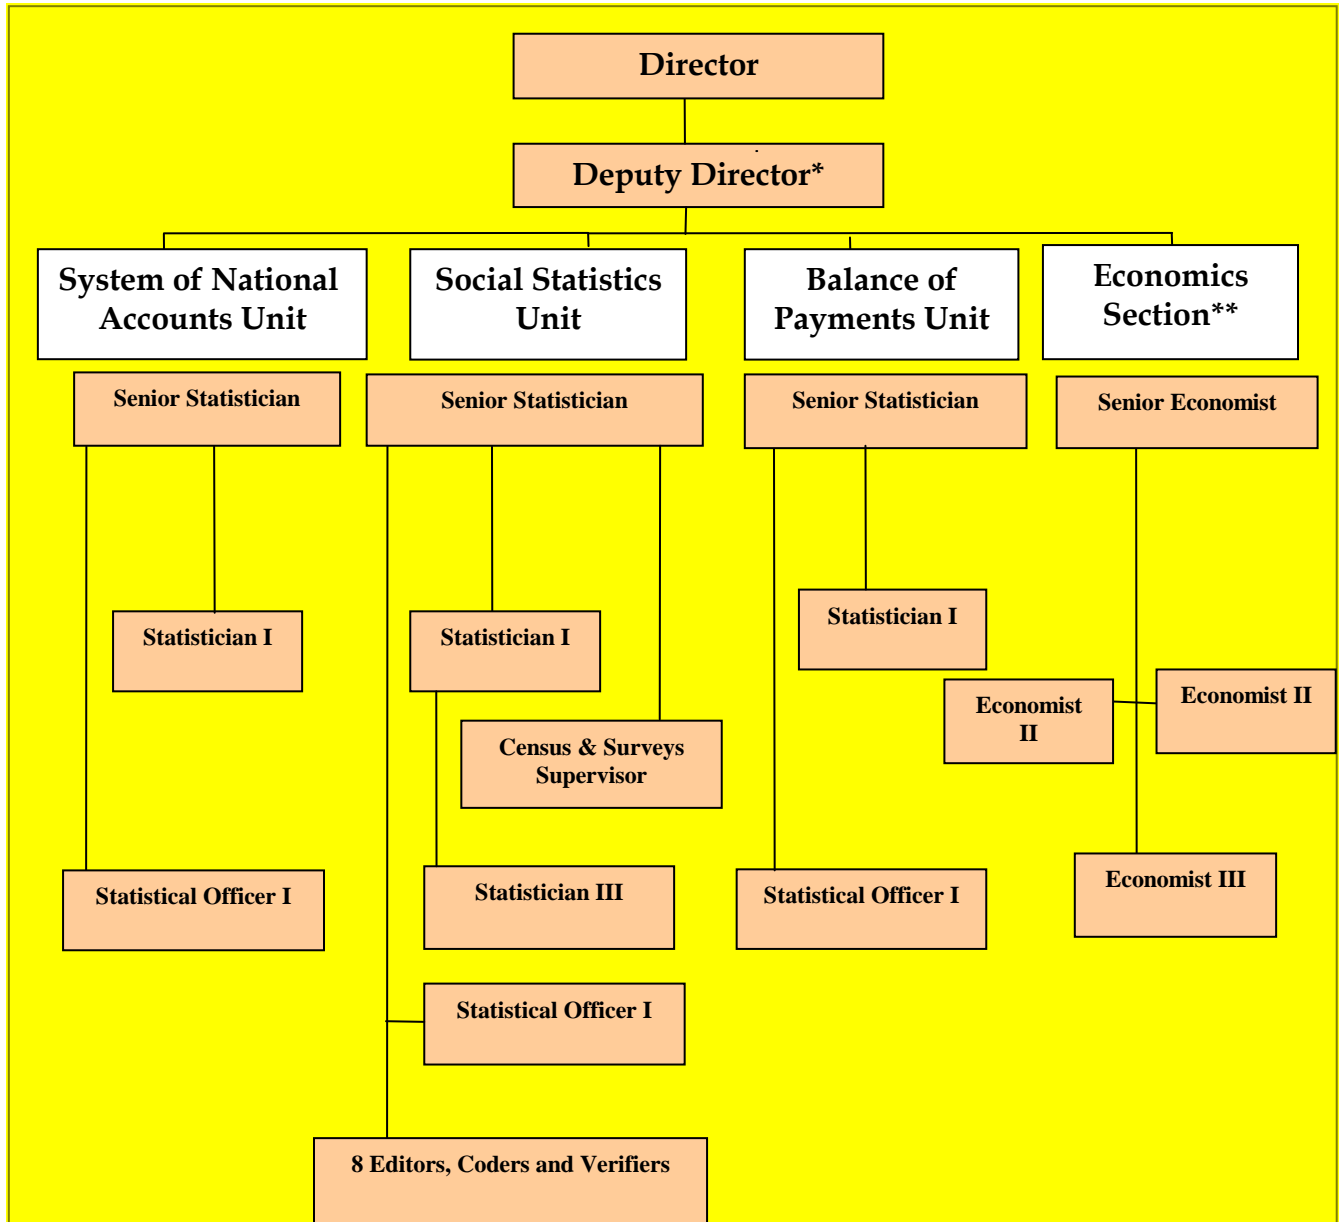 Director
Deputy Director*
System of National
Accounts Unit
Social Statistics
Unit
Balance of
Payments Unit
Economics
Section**
Senior Statistician
Senior Statistician
Senior Statistician
Senior Economist
Statistician I
Statistician I
Statistician I
Census & Surveys
Supervisor
Economist
II
Economist II
Statistical Officer I
Statistician III
Statistical Officer I
Economist III
Statistical Officer I
8 Editors, Coders and Verifiers